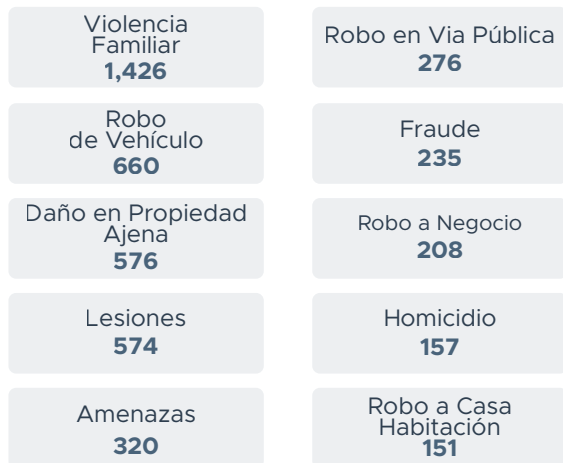 Violencia
Familiar
1,426
Robo
de Vehículo
660
Daño en Propiedad
Ajena
576
Lesiones
574
Amenazas
320
Robo en Via Pública
276
Fraude
235
Robo a Negocio
208
Homicidio
157
Robo a Casa
Habitación
151